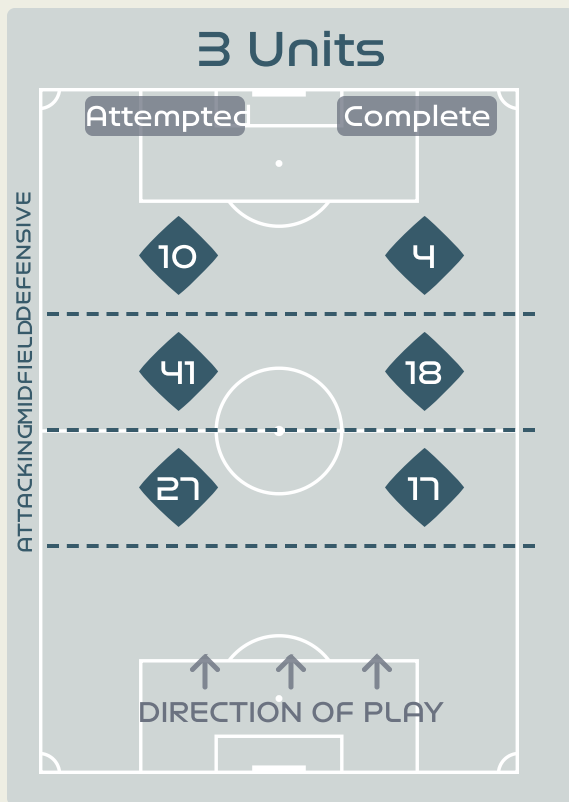 3 Units
Attempted
Complete
ATTACKINGMIDFIELDDEFENSIVE
10
4
41
18
27
17
DIRECTION OF PLAY